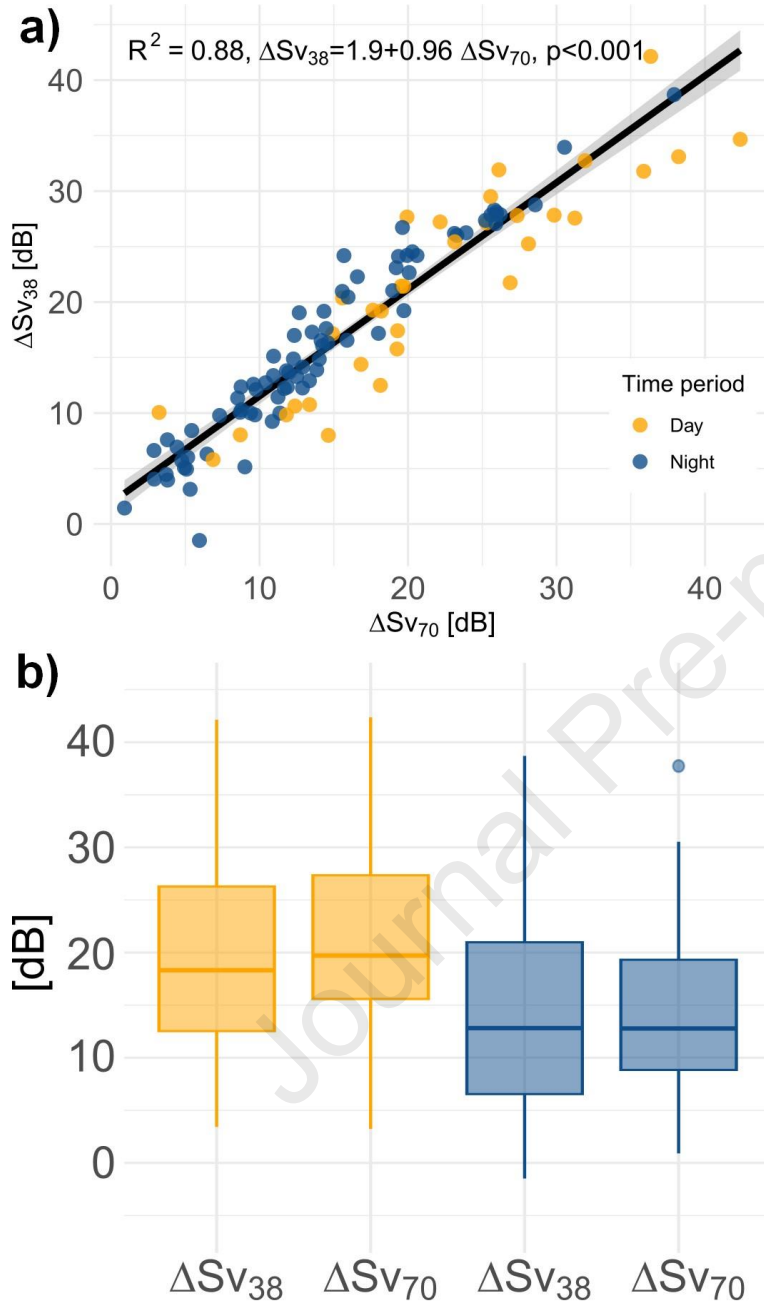 a)
R² = 0.88, ΔSv₃₈=1.9+0.96 ΔSv₇₀, p<0.001
40
30
20
10
0
ΔSv₃₈ [dB]
Time period
Day
Night
0 10 20 30 40
ΔSv₇₀ [dB]
b)
40
30
20
10
0
[dB]
ΔSv₃₈ ΔSv₇₀ ΔSv₃₈ ΔSv₇₀
Journal Pre-p